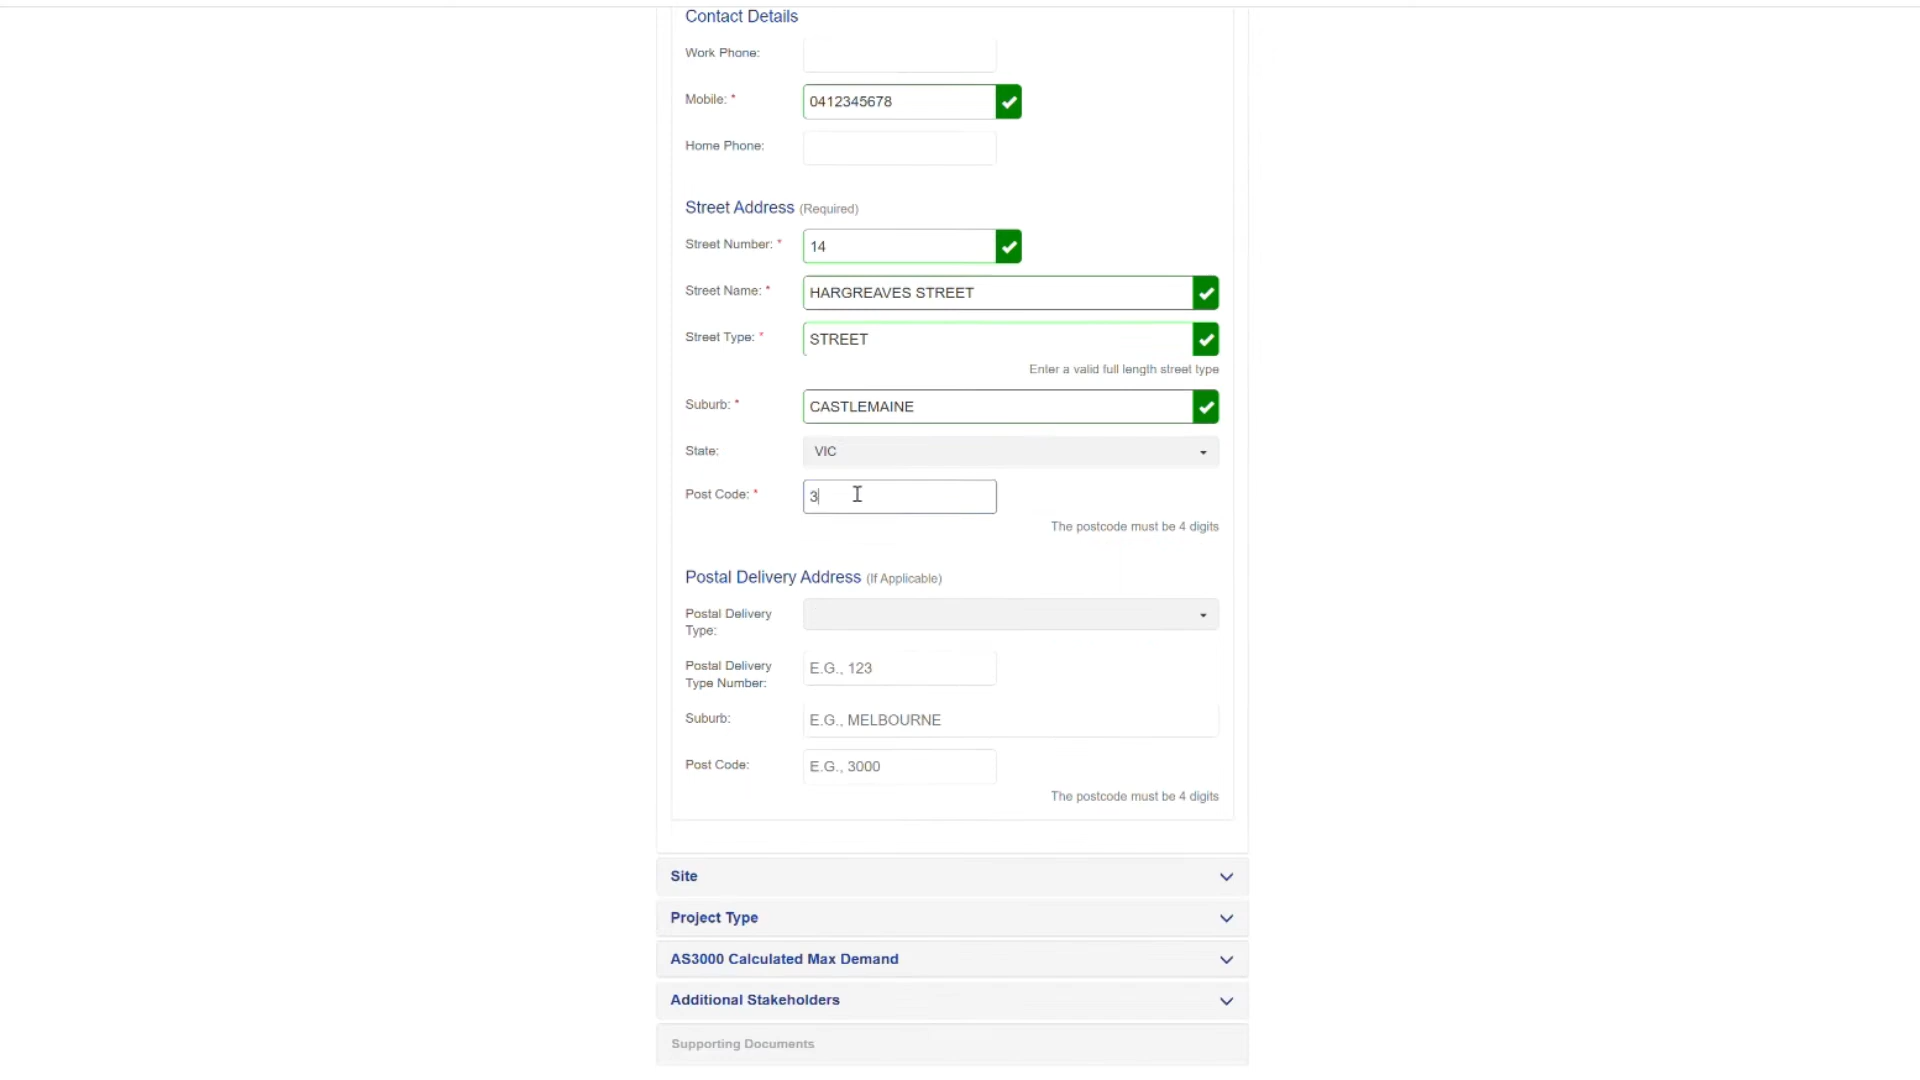 Contact Details
Work Phone:
Mobile: * 0412345678
Home Phone:
Street Address (Required)
Street Number: * 14
Street Name: * HARGREAVES STREET
Street Type: * STREET
Enter a valid full length street type
Suburb: * CASTLEMAINE
State: VIC
Post Code: * 3
The postcode must be 4 digits
Postal Delivery Address (If Applicable)
Postal Delivery
Type:
Postal Delivery
Type Number: E.G., 123
Suburb: E.G., MELBOURNE
Post Code: E.G., 3000
The postcode must be 4 digits
Site
Project Type
AS3000 Calculated Max Demand
Additional Stakeholders
Supporting Documents